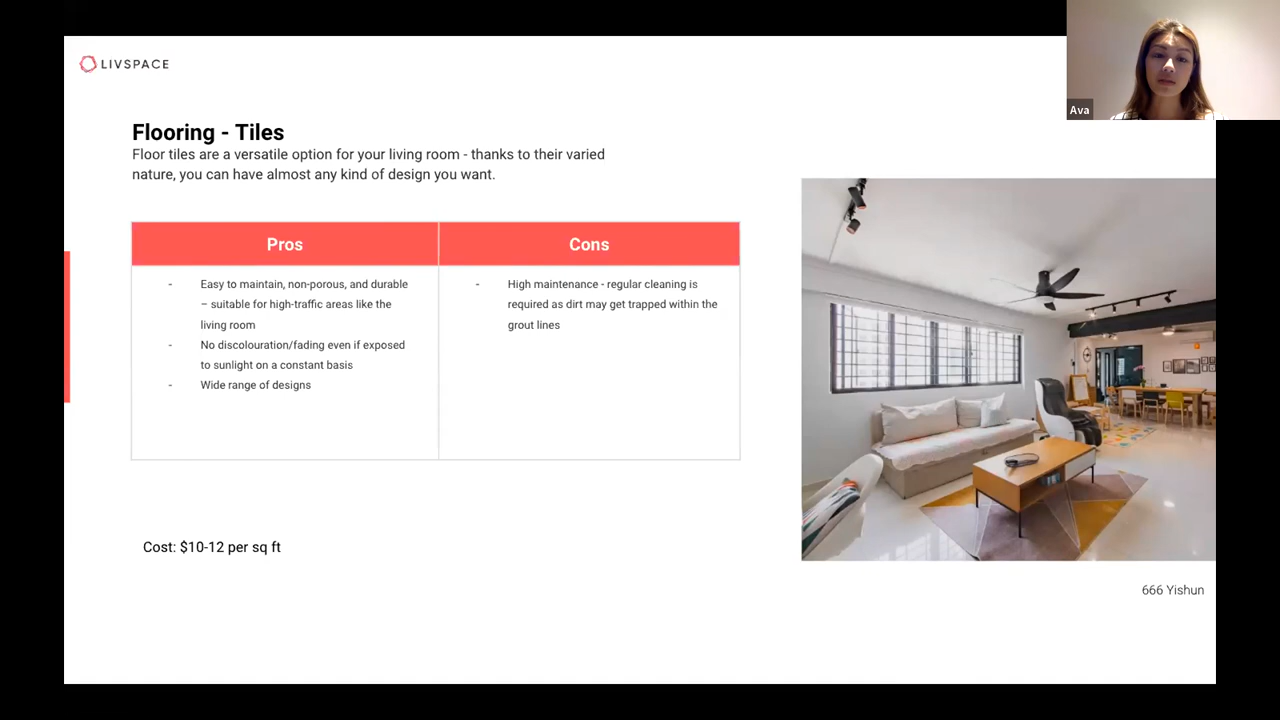 LIVSPACE
Ava
Flooring - Tiles
Floor tiles are a versatile option for your living room - thanks to their varied
nature, you can have almost any kind of design you want.
Pros
Cons
- Easy to maintain, non-porous, and durable
– suitable for high-traffic areas like the
living room
- No discolouration/fading even if exposed
to sunlight on a constant basis
- Wide range of designs
- High maintenance - regular cleaning is
required as dirt may get trapped within the
grout lines
Cost: $10-12 per sq ft
666 Yishun